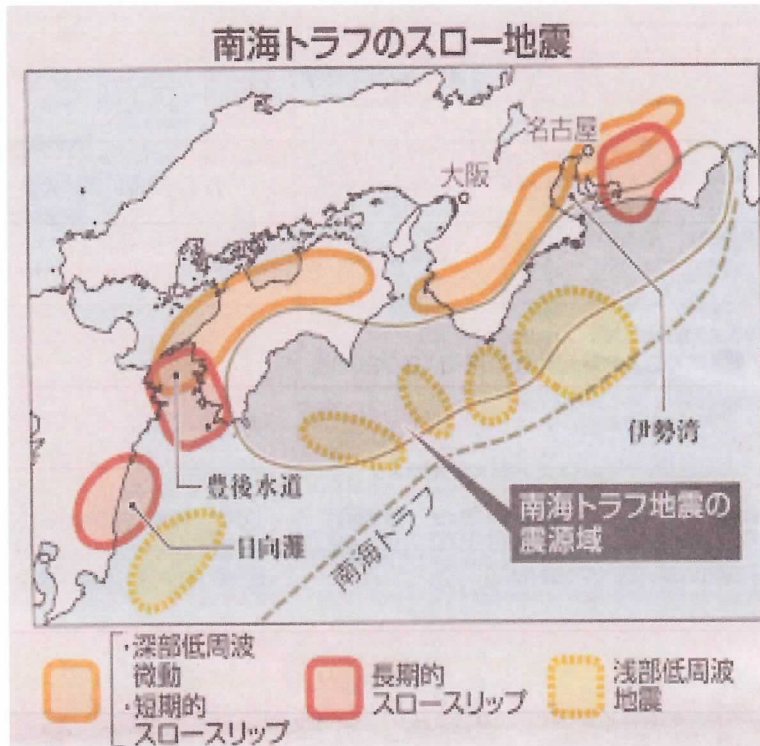 南海トラフのスロー地震
名古屋
大阪
伊勢湾
豊後水道
日向灘
南海トラフ
南海トラフ地震の
震源域
・深部低周波
微動
・短期的
スロースリップ
長期的
スロースリップ
浅部低周波
地震